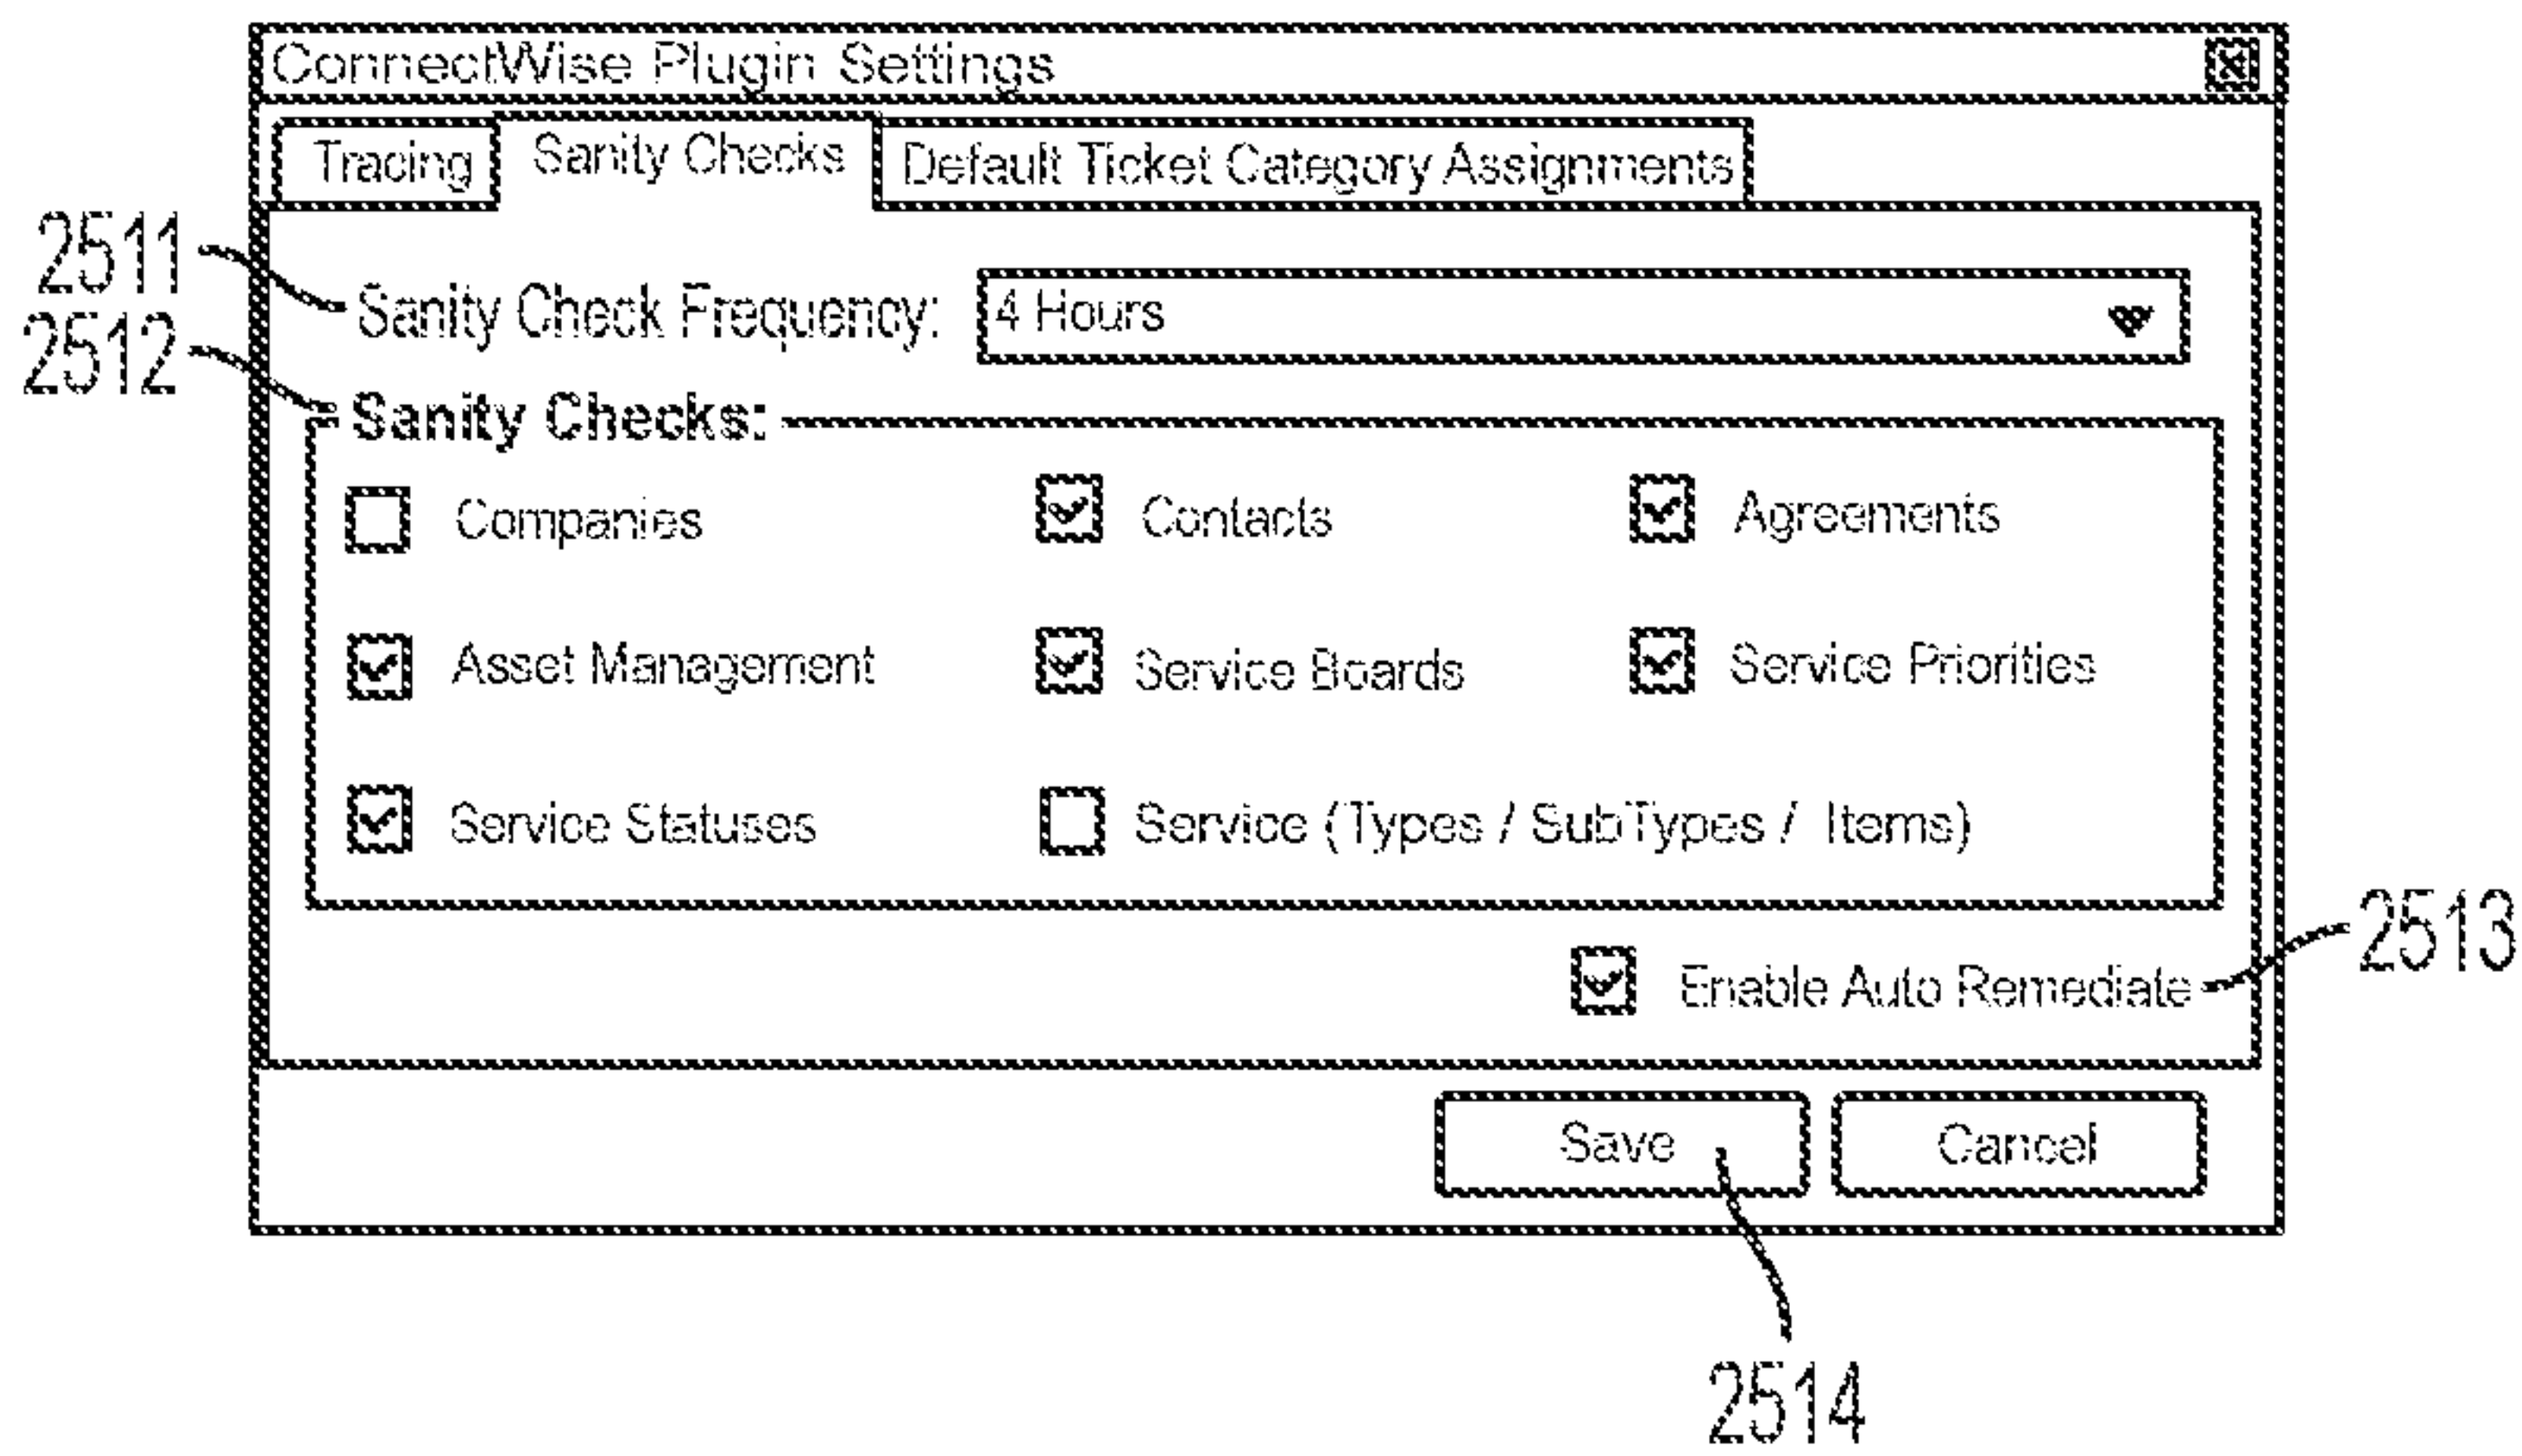 ConnectWise Plugin Settings
Tracing Sanity Checks Default Ticket Category Assignments
2511
Sanity Check Frequency: 4 Hours
2512
Sanity Checks:
Companies Contacts Agreements
Asset Management Service Boards Service Priorities
Service Statuses Service (Types / SubTypes / Items)
2513
Enable Auto Remediate
Save Cancel
2514